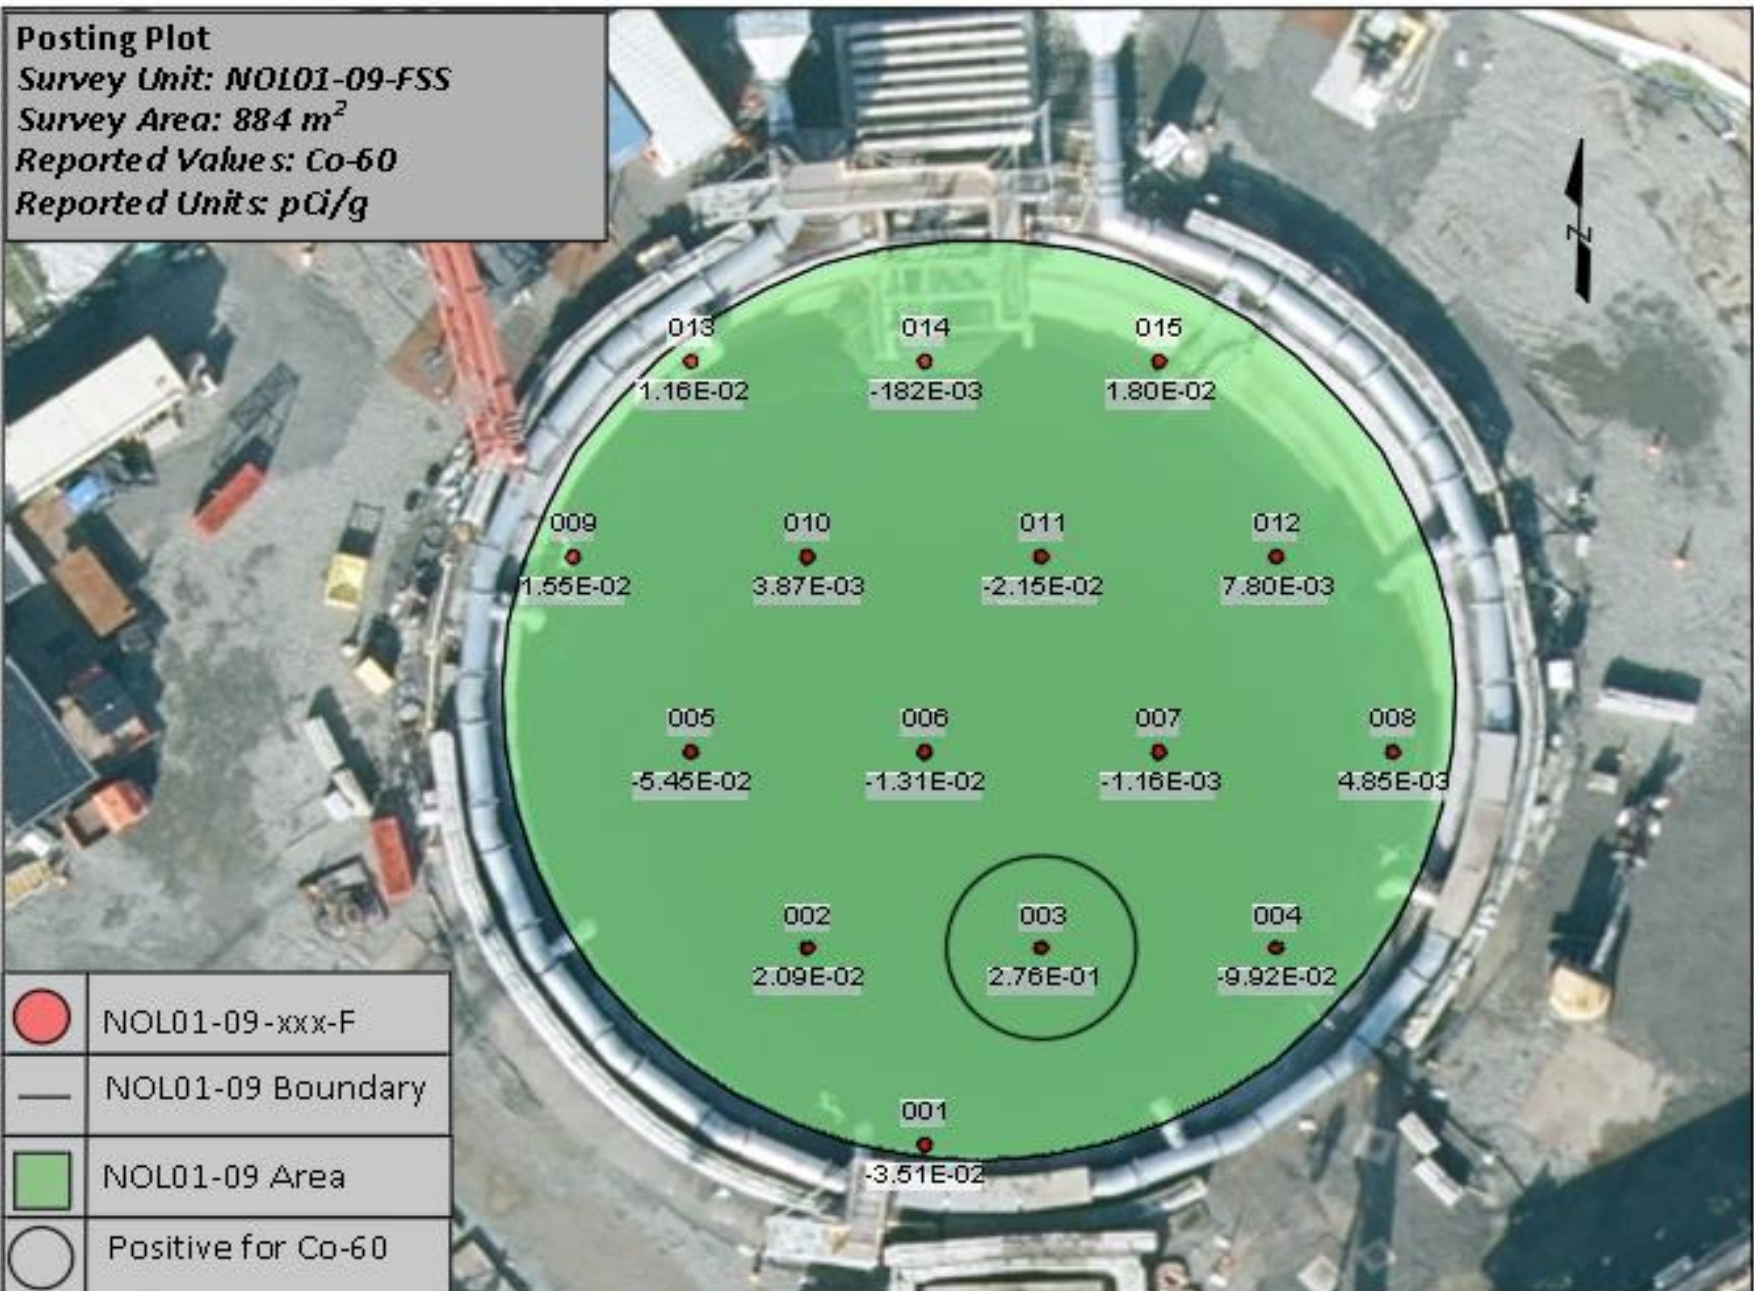 Posting Plot
Survey Unit: NOL01-09-FSS
Survey Area: 884 m²
Reported Values: Co-60
Reported Units: pCi/g
N
013
014
015
1.16E-02
-182E-03
1.80E-02
009
010
011
012
1.55E-02
3.87E-03
-2.15E-02
7.80E-03
005
006
007
008
-5.45E-02
-1.31E-02
-1.16E-03
4.85E-03
002
003
004
2.09E-02
2.76E-01
-9.92E-02
001
-3.51E-02
NOL01-09-xxx-F
NOL01-09 Boundary
NOL01-09 Area
Positive for Co-60